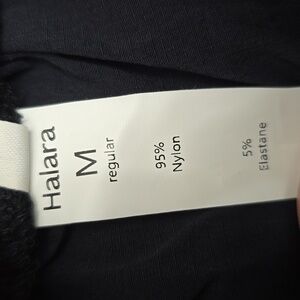 Halara
M
regular
95%
Nylon
5%
Elastane